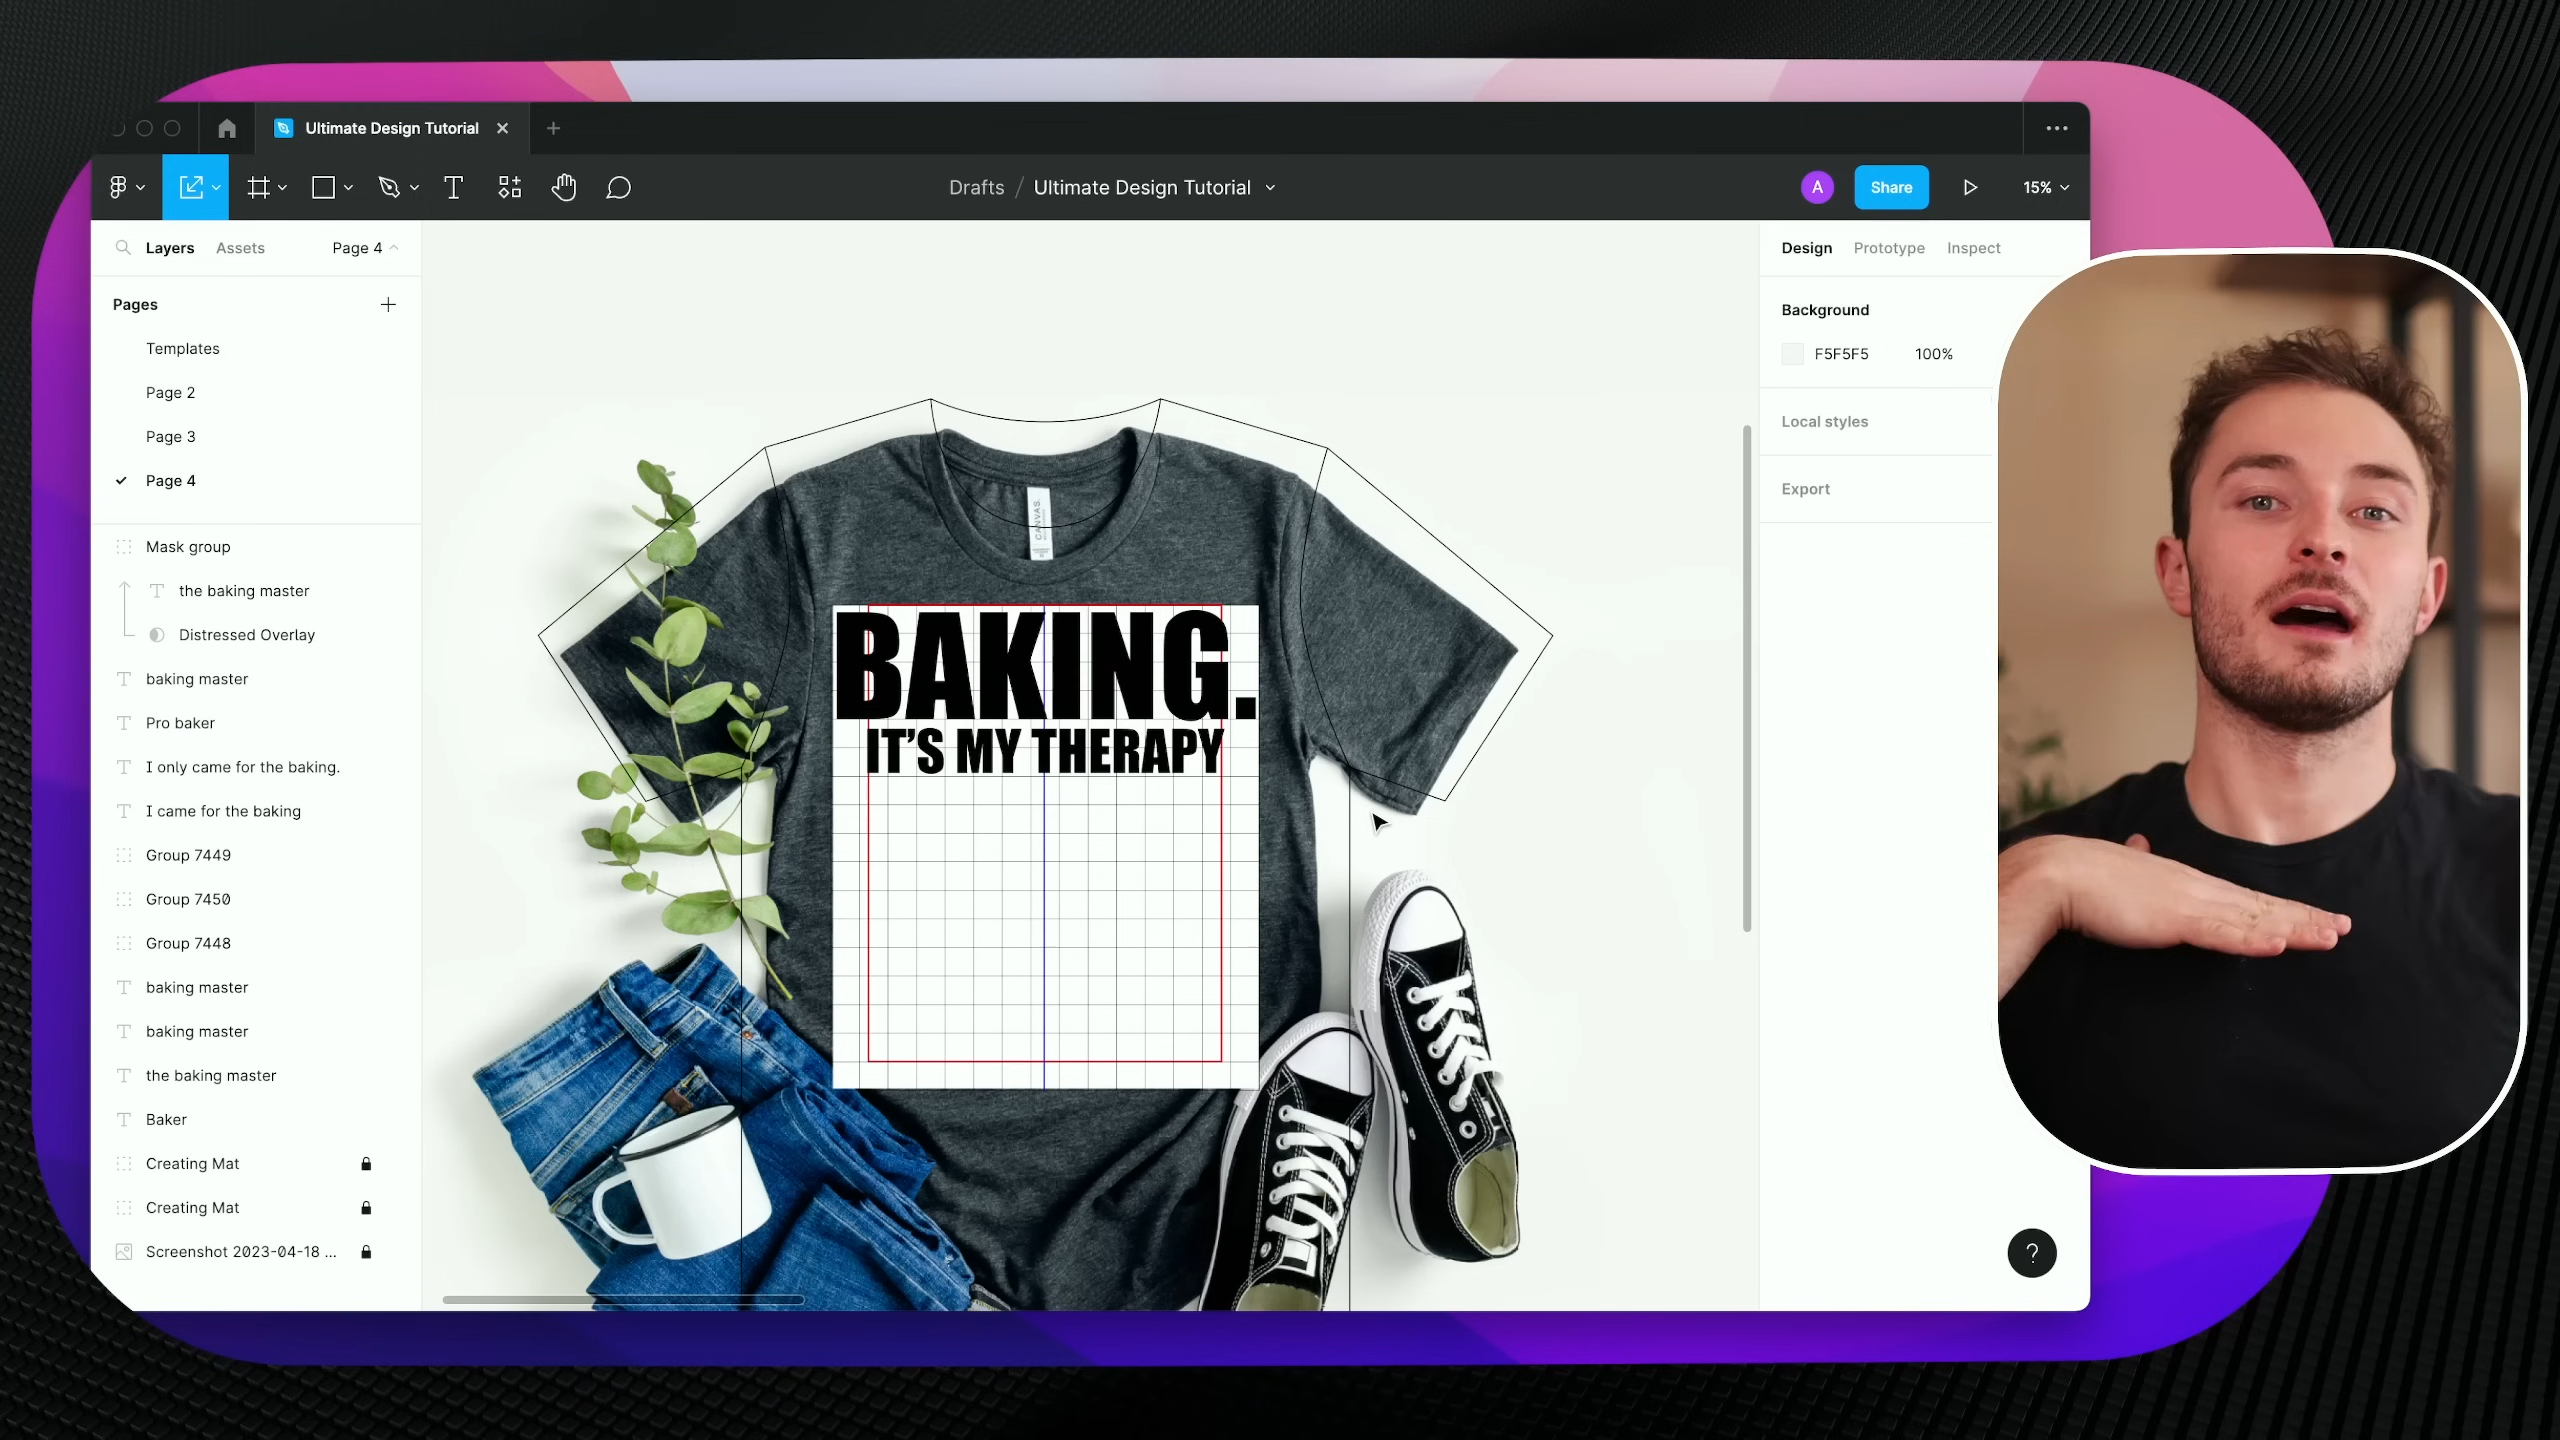 Ultimate Design Tutorial
Drafts / Ultimate Design Tutorial
A
Share
15%
Layers
Assets
Page 4
Design
Prototype
Inspect
Pages
Templates
Page 2
Page 3
Page 4
Mask group
the baking master
Distressed Overlay
baking master
Pro baker
I only came for the baking.
I came for the baking
Group 7449
Group 7450
Group 7448
baking master
baking master
the baking master
Baker
Creating Mat
Creating Mat
Screenshot 2023-04-18 ...
CANVAS.
BAKING.
IT'S MY THERAPY
Background
F5F5F5 100%
Local styles
Export
?